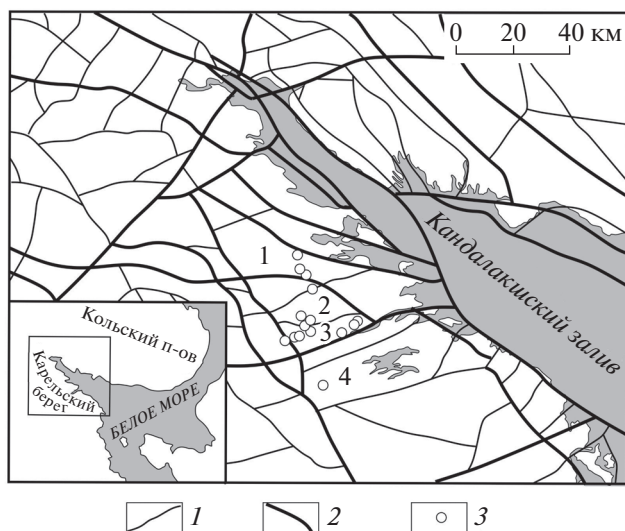 0 20 40 км
Кандалакшский залив
1
2
3
4
Кольский п-ов
Карельский
берег
БЕЛОЕ МОРЕ
1 2 3